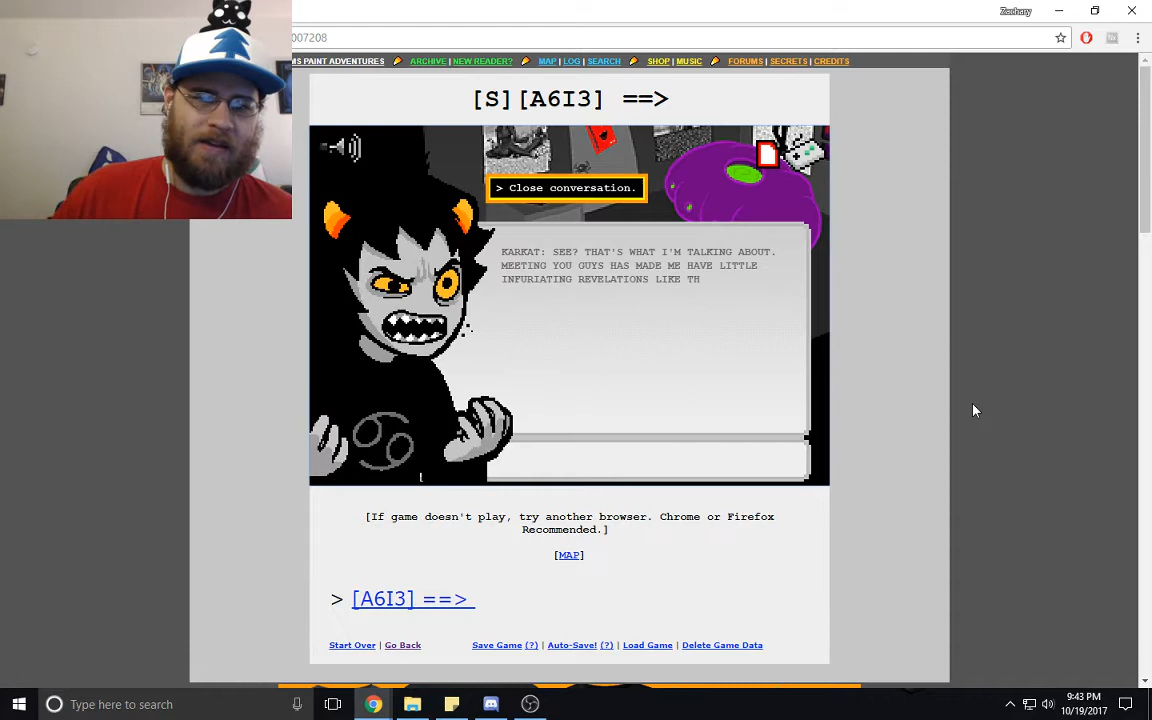 Zachary
007208
MS PAINT ADVENTURES ARCHIVE | NEW READER? MAP | LOG | SEARCH SHOP | MUSIC FORUMS | SECRETS | CREDITS
[S][A6I3] ==>
> Close conversation.
KARKAT: SEE? THAT'S WHAT I'M TALKING ABOUT.
MEETING YOU GUYS HAS MADE ME HAVE LITTLE
INFURIATING REVELATIONS LIKE TH
[If game doesn't play, try another browser. Chrome or Firefox
Recommended.]
[MAP]
> [A6I3] ==>
Start Over | Go Back Save Game (?) | Auto-Save! (?) | Load Game | Delete Game Data
Type here to search
9:43 PM
10/19/2017